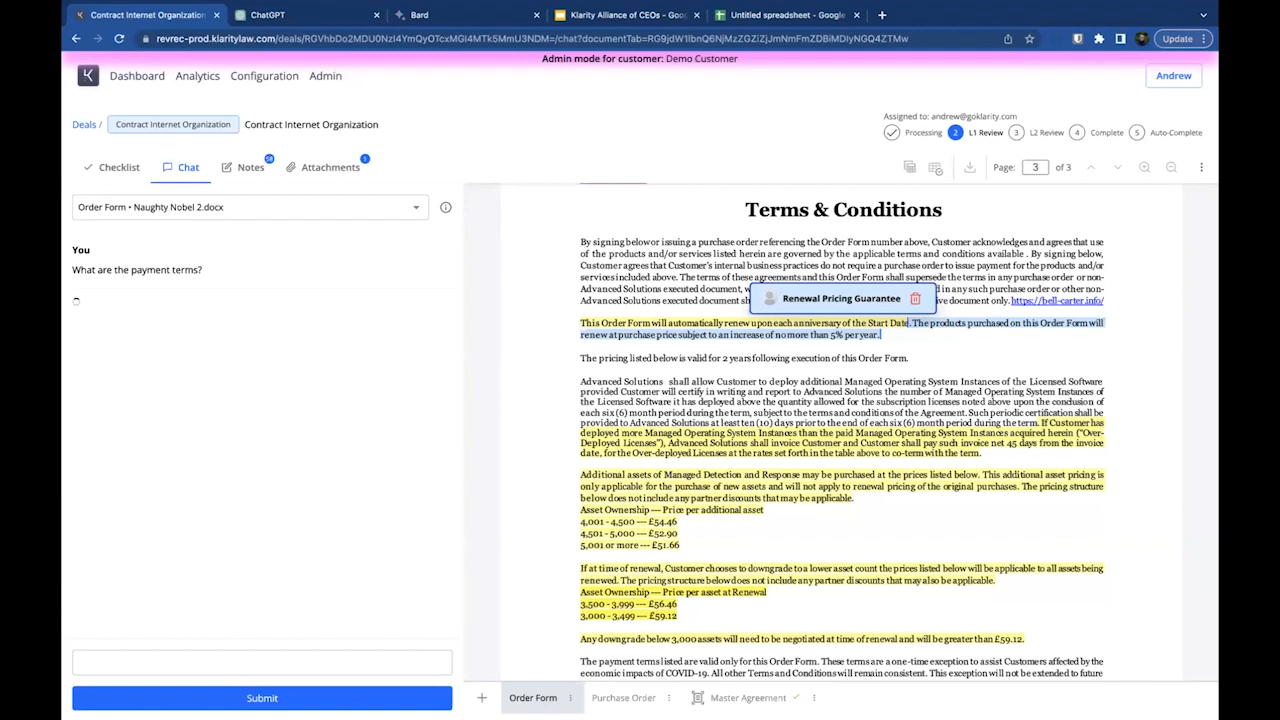 Contract Internet Organization
ChatGPT
Bard
Klarity Alliance of CEOs - Goo
Untitled spreadsheet - Google
revrec-prod.klaritylaw.com/deals/RGVhbDo2MDU0NzI4YmQyOTcxMGI4MTk5MmU3NDM=/chat?documentTab=RG9jdW1lbnQ6NjMzZGZiZjJmNmFmZDBiMDIyNGQ4ZTMw
Update
Admin mode for customer: Demo Customer
Dashboard
Analytics
Configuration
Admin
Andrew
Deals /
Contract Internet Organization
Contract Internet Organization
Assigned to: andrew@goklarity.com
Processing
2 L1 Review
3 L2 Review
4 Complete
5 Auto-Complete
Checklist
Chat
Notes
58
Attachments
1
Page: 3 of 3
Order Form • Naughty Nobel 2.docx
You
What are the payment terms?
Submit
Terms & Conditions
By signing below or issuing a purchase order referencing the Order Form number above, Customer acknowledges and agrees that use
of the products and/or services listed herein are governed by the applicable terms and conditions available . By signing below,
Customer agrees that Customer's internal business practices do not require a purchase order to issue payment for the products and/or
services included above. The terms of these agreements and this Order Form shall supersede the terms in any purchase order or other non-
Advanced Solutions executed document, w
d in any such purchase order or other non-
Advanced Solutions executed document sh
ive document only. https://bell-carter.info/
Renewal Pricing Guarantee
This Order Form will automatically renew upon each anniversary of the Start Date. The products purchased on this Order Form will
renew at purchase price subject to an increase of no more than 5% per year.
The pricing listed below is valid for 2 years following execution of this Order Form.
Advanced Solutions shall allow Customer to deploy additional Managed Operating System Instances of the Licensed Software
provided Customer will certify in writing and report to Advanced Solutions the number of Managed Operating System Instances of
the Licensed Software it has deployed above the quantity allowed for the subscription licenses noted above upon the conclusion of
each six (6) month period during the term, subject to the terms and conditions of the Agreement. Such periodic certification shall be
provided to Advanced Solutions at least ten (10) days prior to the end of each six (6) month period during the term. If Customer has
deployed more Managed Operating System Instances than the paid Managed Operating System Instances acquired herein ("Over-
Deployed Licenses"), Advanced Solutions shall invoice Customer and Customer shall pay such invoice net 45 days from the invoice
date, for the Over-deployed Licenses at the rates set forth in the table above to co-term with the term.
Additional assets of Managed Detection and Response may be purchased at the prices listed below. This additional asset pricing is
only applicable for the purchase of new assets and will not apply to renewal pricing of the original purchases. The pricing structure
below does not include any partner discounts that may be applicable.
Asset Ownership --- Price per additional asset
4,001 - 4,500 --- £54.46
4,501 - 5,000 --- £52.90
5,001 or more --- £51.66
If at time of renewal, Customer chooses to downgrade to a lower asset count the prices listed below will be applicable to all assets being
renewed. The pricing structure below does not include any partner discounts that may also be applicable.
Asset Ownership --- Price per asset at Renewal
3,500 - 3,999 --- £56.46
3,000 - 3,499 --- £59.12
Any downgrade below 3,000 assets will need to be negotiated at time of renewal and will be greater than £59.12.
The payment terms listed are valid only for this Order Form. These terms are a one-time exception to assist Customers affected by the
economic impacts of COVID-19. All other Terms and Conditions will remain consistent. This exception will not be extended to future
Order Form
Purchase Order
Master Agreement